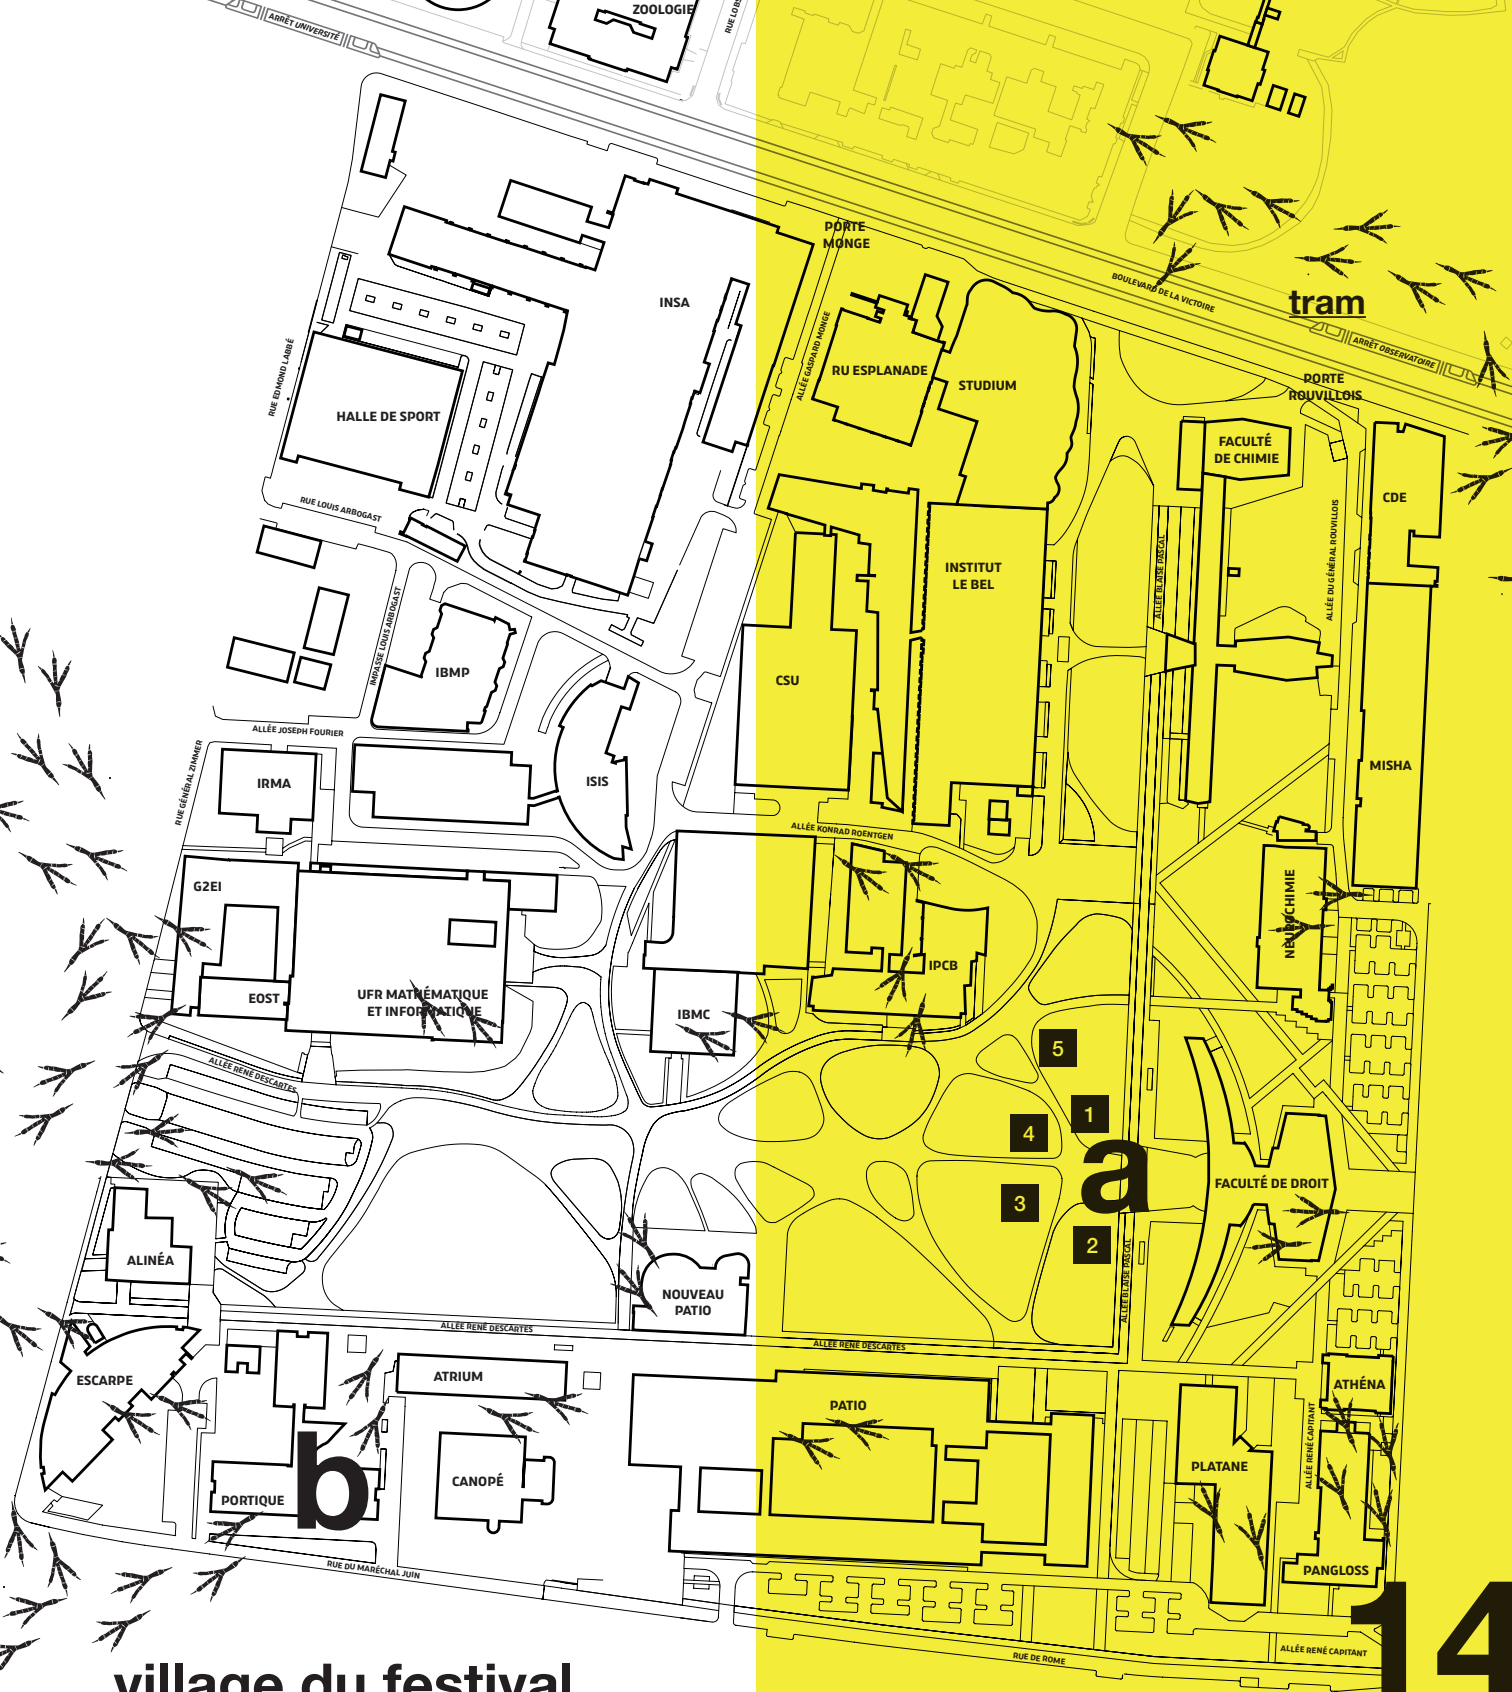 ZOOLOGIE
ARRÊT UNIVERSITÉ
PORTE
MONGE
BOULEVARD DE LA VICTOIRE
tram
ARRÊT OBSERVATOIRE
INSA
RUE EDMOND LABBÉ
ALLÉE GASPARD MONGE
RU ESPLANADE
STUDIUM
PORTE
ROUVILLOIS
HALLE DE SPORT
FACULTÉ
DE CHIMIE
CDE
RUE LOUIS ARBOGAST
ALLÉE DU GÉNÉRAL ROUVILLOIS
INSTITUT
LE BEL
ALLÉE BLAISE PASCAL
IMPASSE LOUIS ARBOGAST
IBMP
CSU
ALLÉE JOSEPH FOURIER
RUE GÉNÉRAL ZIMMER
IRMA
ISIS
MISHA
ALLÉE KONRAD ROENTGEN
G2EI
NEUROCHIMIE
IPCB
EOST
UFR MATHÉMATIQUE
ET INFORMATIQUE
IBMC
5
ALLÉE RENÉ DESCARTES
1
4
a
FACULTÉ DE DROIT
3
2
ALINÉA
ALLÉE BLAISE PASCAL
NOUVEAU
PATIO
ALLÉE RENÉ DESCARTES
ALLÉE RENÉ DESCARTES
ESCARPE
ATRIUM
ATHÉNA
PATIO
ALLÉE RENÉ CAPITANT
b
CANOPÉ
PLATANE
PORTIQUE
RUE DU MARÉCHAL JUIN
PANGLOSS
14
ALLÉE RENÉ CAPITANT
RUE DE ROME
village du festival